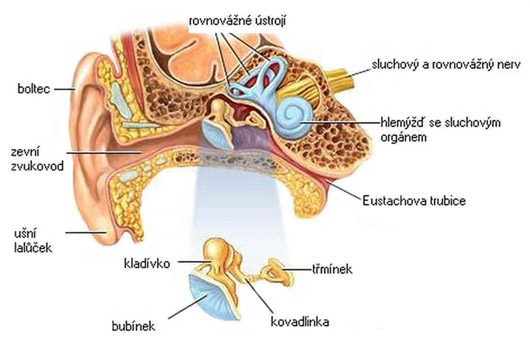 rovnovážné ústrojí
sluchový a rovnovážný nerv
boltec
hlemýžď se sluchovým
orgánem
zevní
zvukovod
Eustachova trubice
ušní
lalůček
kladívko
třmínek
kovadlinka
bubínek